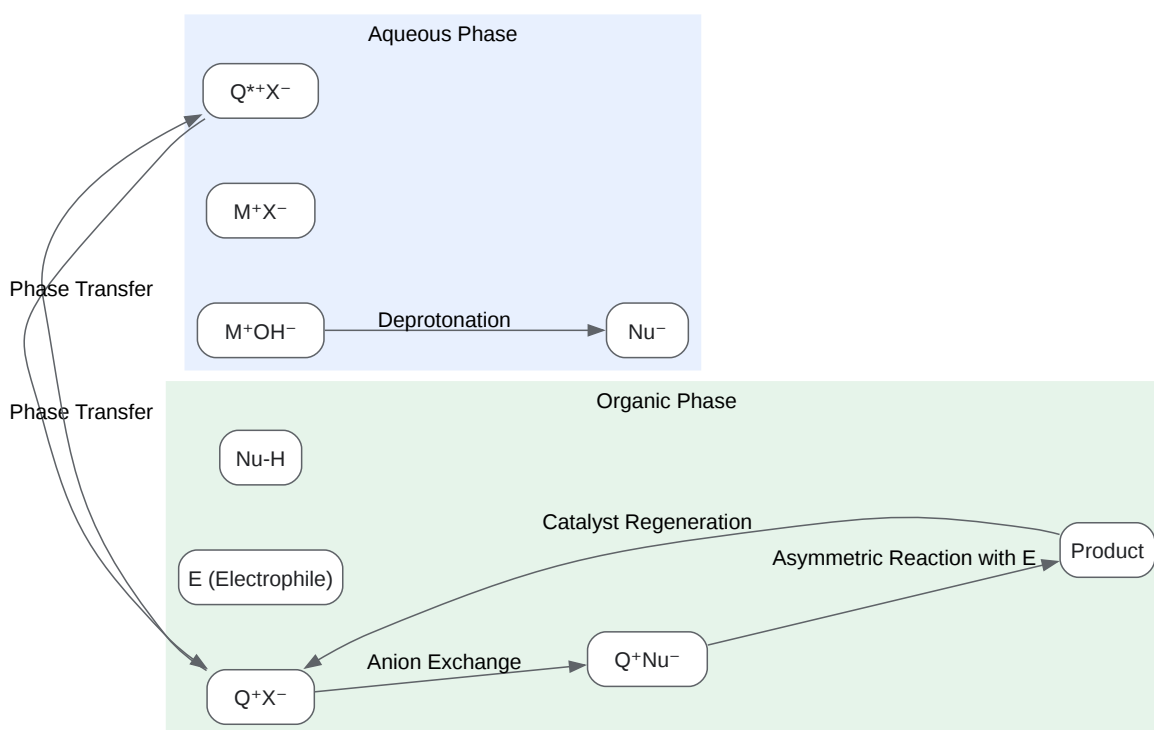 Aqueous Phase
Q*⁺X⁻
M⁺X⁻
Phase Transfer
M⁺OH⁻
Deprotonation
Nu⁻
Phase Transfer
Organic Phase
Nu-H
Catalyst Regeneration
Product
Asymmetric Reaction with E
E (Electrophile)
Anion Exchange
Q⁺Nu⁻
Q⁺X⁻